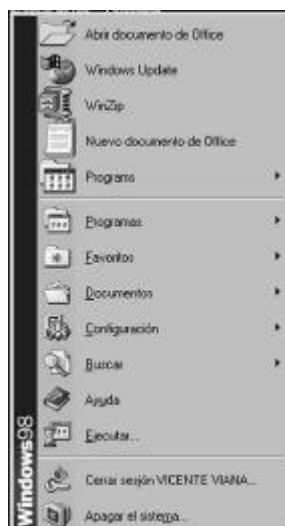 Abrir documento de Office
Windows Update
WinZip
Nuevo documento de Office
Programs
Programas
Favoritos
Documentos
Configuración
Buscar
Ayuda
Ejecutar...
Cerrar sesión VICENTE VIANA...
Apagar el sistema...
Windows98